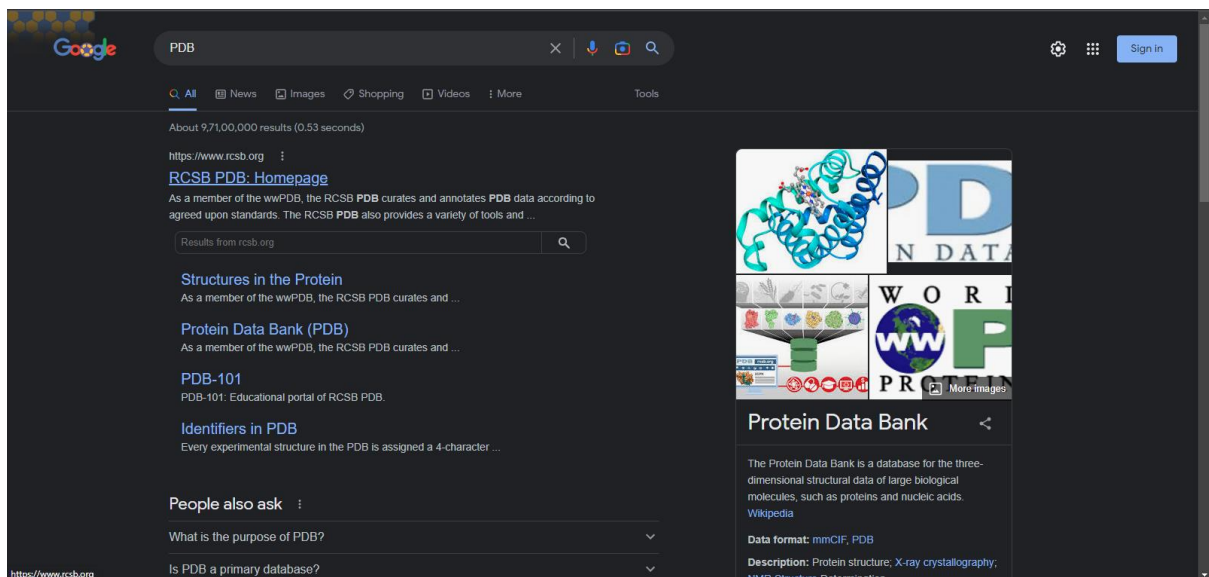 Google
PDB
Sign in
All News Images Shopping Videos More Tools
About 9,71,00,000 results (0.53 seconds)
https://www.rcsb.org
RCSB PDB: Homepage
As a member of the wwPDB, the RCSB PDB curates and annotates PDB data according to
agreed upon standards. The RCSB PDB also provides a variety of tools and ...
Results from rcsb.org
Structures in the Protein
As a member of the wwPDB, the RCSB PDB curates and ...
Protein Data Bank (PDB)
As a member of the wwPDB, the RCSB PDB curates and ...
PDB-101
PDB-101: Educational portal of RCSB PDB.
Identifiers in PDB
Every experimental structure in the PDB is assigned a 4-character ...
People also ask
What is the purpose of PDB?
Is PDB a primary database?
https://www.rcsb.org
PD
N DATA
WORL
WW P
PROTEIN
More images
Protein Data Bank
The Protein Data Bank is a database for the three-
dimensional structural data of large biological
molecules, such as proteins and nucleic acids.
Wikipedia
Data format: mmCIF, PDB
Description: Protein structure; X-ray crystallography;
NMR Structure Determination